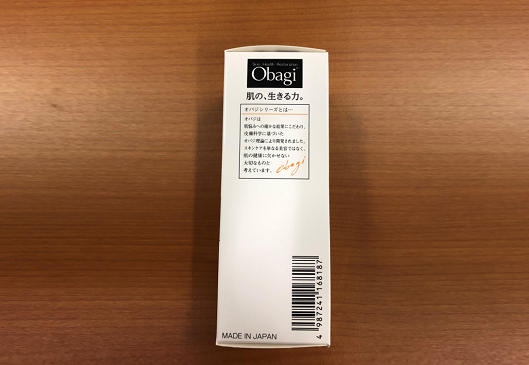 Skin Health Restoration
Obagi
肌の、生きる力。
オバジシリーズとは…
オバジは
肌悩みへの確かな結果にこだわり、
皮膚科学に基づいた
オバジ理論により開発されました。
スキンケアを単なる美容ではなく、
肌の健康に欠かせない
大切なものと
考えています。
obagi
4 987241 168187
MADE IN JAPAN